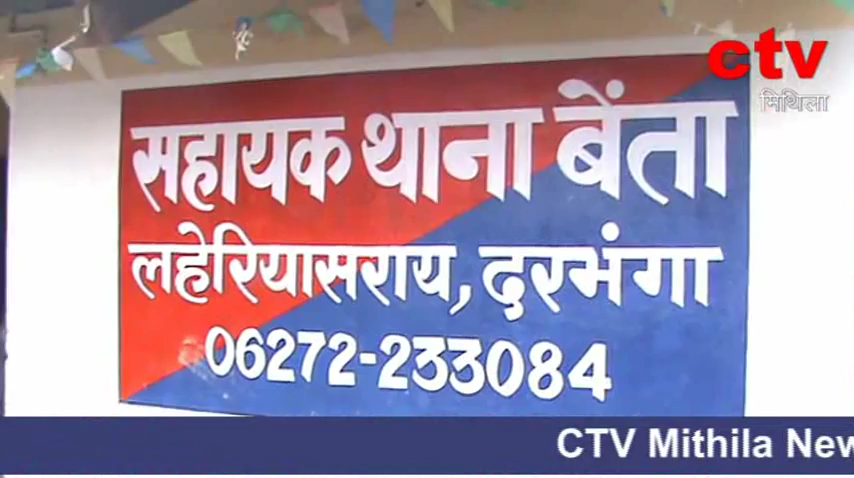 ctv
मिथिला
सहायक थाना बेंता
लहेरियासराय, दरभंगा
06272-233084
CTV Mithila New